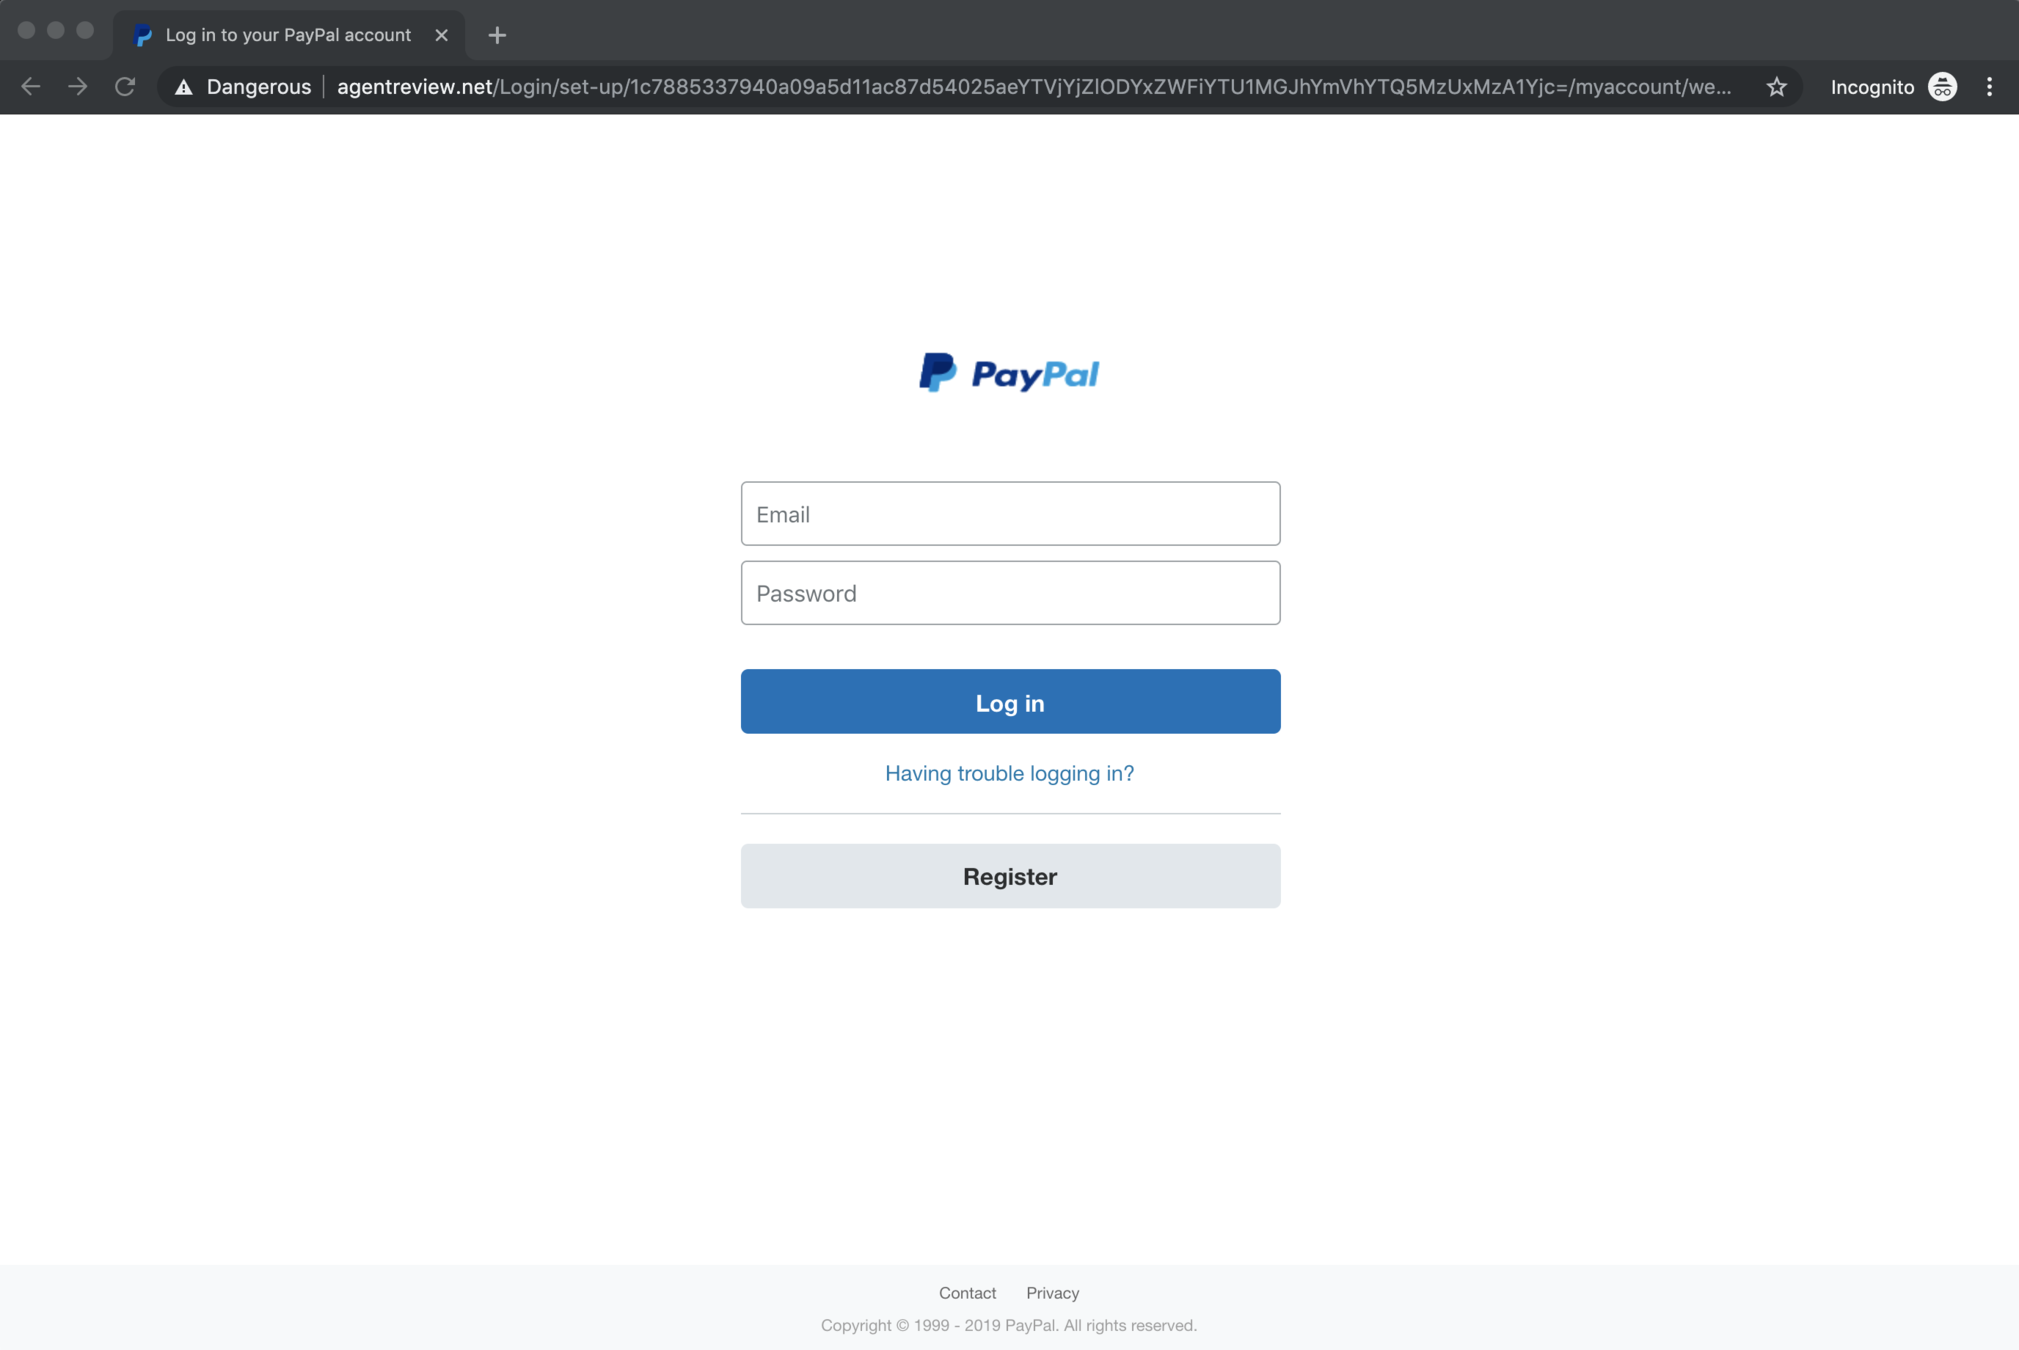 Log in to your PayPal account
Dangerous agentreview.net/Login/set-up/1c7885337940a09a5d11ac87d54025aeYTVjYjZlODYxZWFiYTU1MGJhYmVhYTQ5MzUxMzA1Yjc=/myaccount/we... Incognito
PayPal
Email
Password
Log in
Having trouble logging in?
Register
Contact Privacy
Copyright © 1999 - 2019 PayPal. All rights reserved.